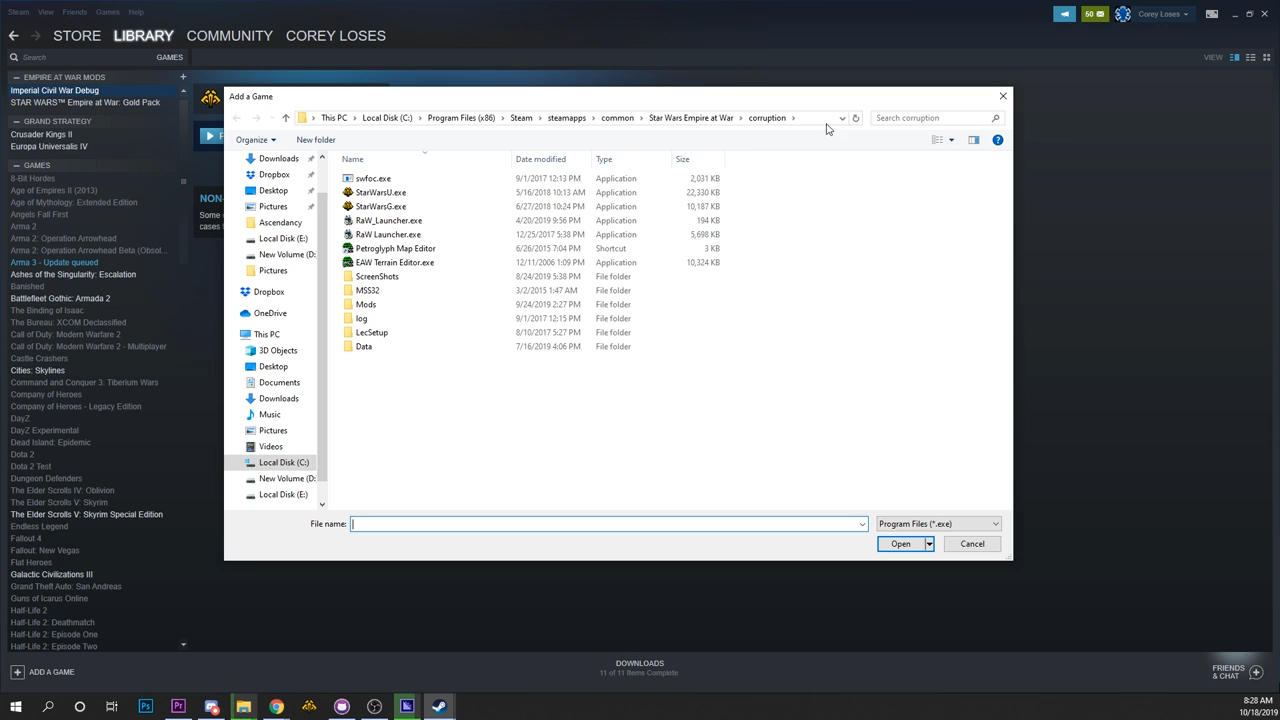 Steam View Friends Games Help
50 Corey Loses
STORE LIBRARY COMMUNITY COREY LOSES
Search GAMES VIEW
EMPIRE AT WAR MODS +
Imperial Civil War Debug
STAR WARS™ Empire at War: Gold Pack
GRAND STRATEGY
Crusader Kings II
Europa Universalis IV
GAMES
8-Bit Hordes
Age of Empires II (2013)
Age of Mythology: Extended Edition
Angels Fall First
Arma 2
Arma 2: Operation Arrowhead
Arma 2: Operation Arrowhead Beta (Obsol...
Arma 3 - Update queued
Ashes of the Singularity: Escalation
Banished
Battlefleet Gothic: Armada 2
The Binding of Isaac
The Bureau: XCOM Declassified
Call of Duty: Modern Warfare 2
Call of Duty: Modern Warfare 2 - Multiplayer
Castle Crashers
Cities: Skylines
Command and Conquer 3: Tiberium Wars
Company of Heroes
Company of Heroes - Legacy Edition
DayZ
DayZ Experimental
Dead Island: Epidemic
Dota 2
Dota 2 Test
Dungeon Defenders
The Elder Scrolls IV: Oblivion
The Elder Scrolls V: Skyrim
The Elder Scrolls V: Skyrim Special Edition
Endless Legend
Fallout 4
Fallout: New Vegas
Flat Heroes
Galactic Civilizations III
Grand Theft Auto: San Andreas
Guns of Icarus Online
Half-Life 2
Half-Life 2: Deathmatch
Half-Life 2: Episode One
Half-Life 2: Episode Two
P
NON-
Some
cases
Add a Game
This PC Local Disk (C:) Program Files (x86) Steam steamapps common Star Wars Empire at War corruption
Search corruption
Organize New folder
Downloads
Dropbox
Desktop
Pictures
Ascendancy
Local Disk (E:)
New Volume (D:
Pictures
Dropbox
OneDrive
This PC
3D Objects
Desktop
Documents
Downloads
Music
Pictures
Videos
Local Disk (C:)
New Volume (D:
Local Disk (E:)
Name Date modified Type Size
swfoc.exe 9/1/2017 12:13 PM Application 2,031 KB
StarWarsU.exe 5/16/2018 10:13 AM Application 22,330 KB
StarWarsG.exe 6/27/2018 10:24 PM Application 10,187 KB
RaW_Launcher.exe 4/20/2019 9:56 PM Application 194 KB
RaW Launcher.exe 12/25/2017 5:38 PM Application 5,698 KB
Petroglyph Map Editor 6/26/2015 7:04 PM Shortcut 3 KB
EAW Terrain Editor.exe 12/11/2006 1:09 PM Application 10,324 KB
ScreenShots 8/24/2019 5:38 PM File folder
MSS32 3/2/2015 1:47 AM File folder
Mods 9/24/2019 2:27 PM File folder
log 9/1/2017 12:15 PM File folder
LecSetup 8/10/2017 5:27 PM File folder
Data 7/16/2019 4:06 PM File folder
File name: Program Files (*.exe)
Open Cancel
+ ADD A GAME
DOWNLOADS
11 of 11 Items Complete
FRIENDS
& CHAT
Ps Pr
8:28 AM
10/18/2019